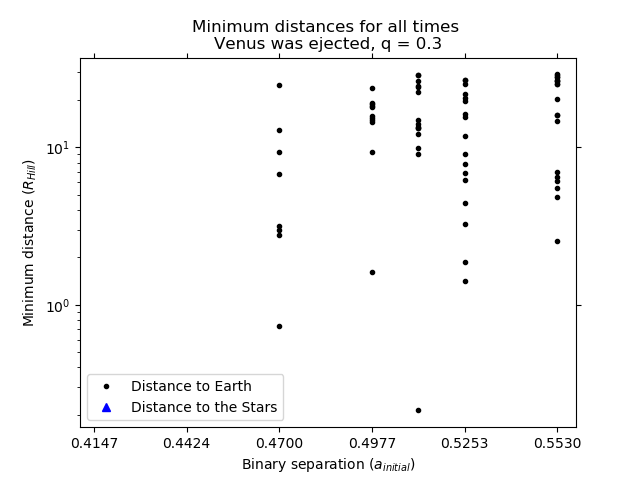 Minimum distances for all times
Venus was ejected, q = 0.3
Minimum distance (R_Hill)
10^1
10^0
Distance to Earth
Distance to the Stars
0.4147 0.4424 0.4700 0.4977 0.5253 0.5530
Binary separation (a_initial)